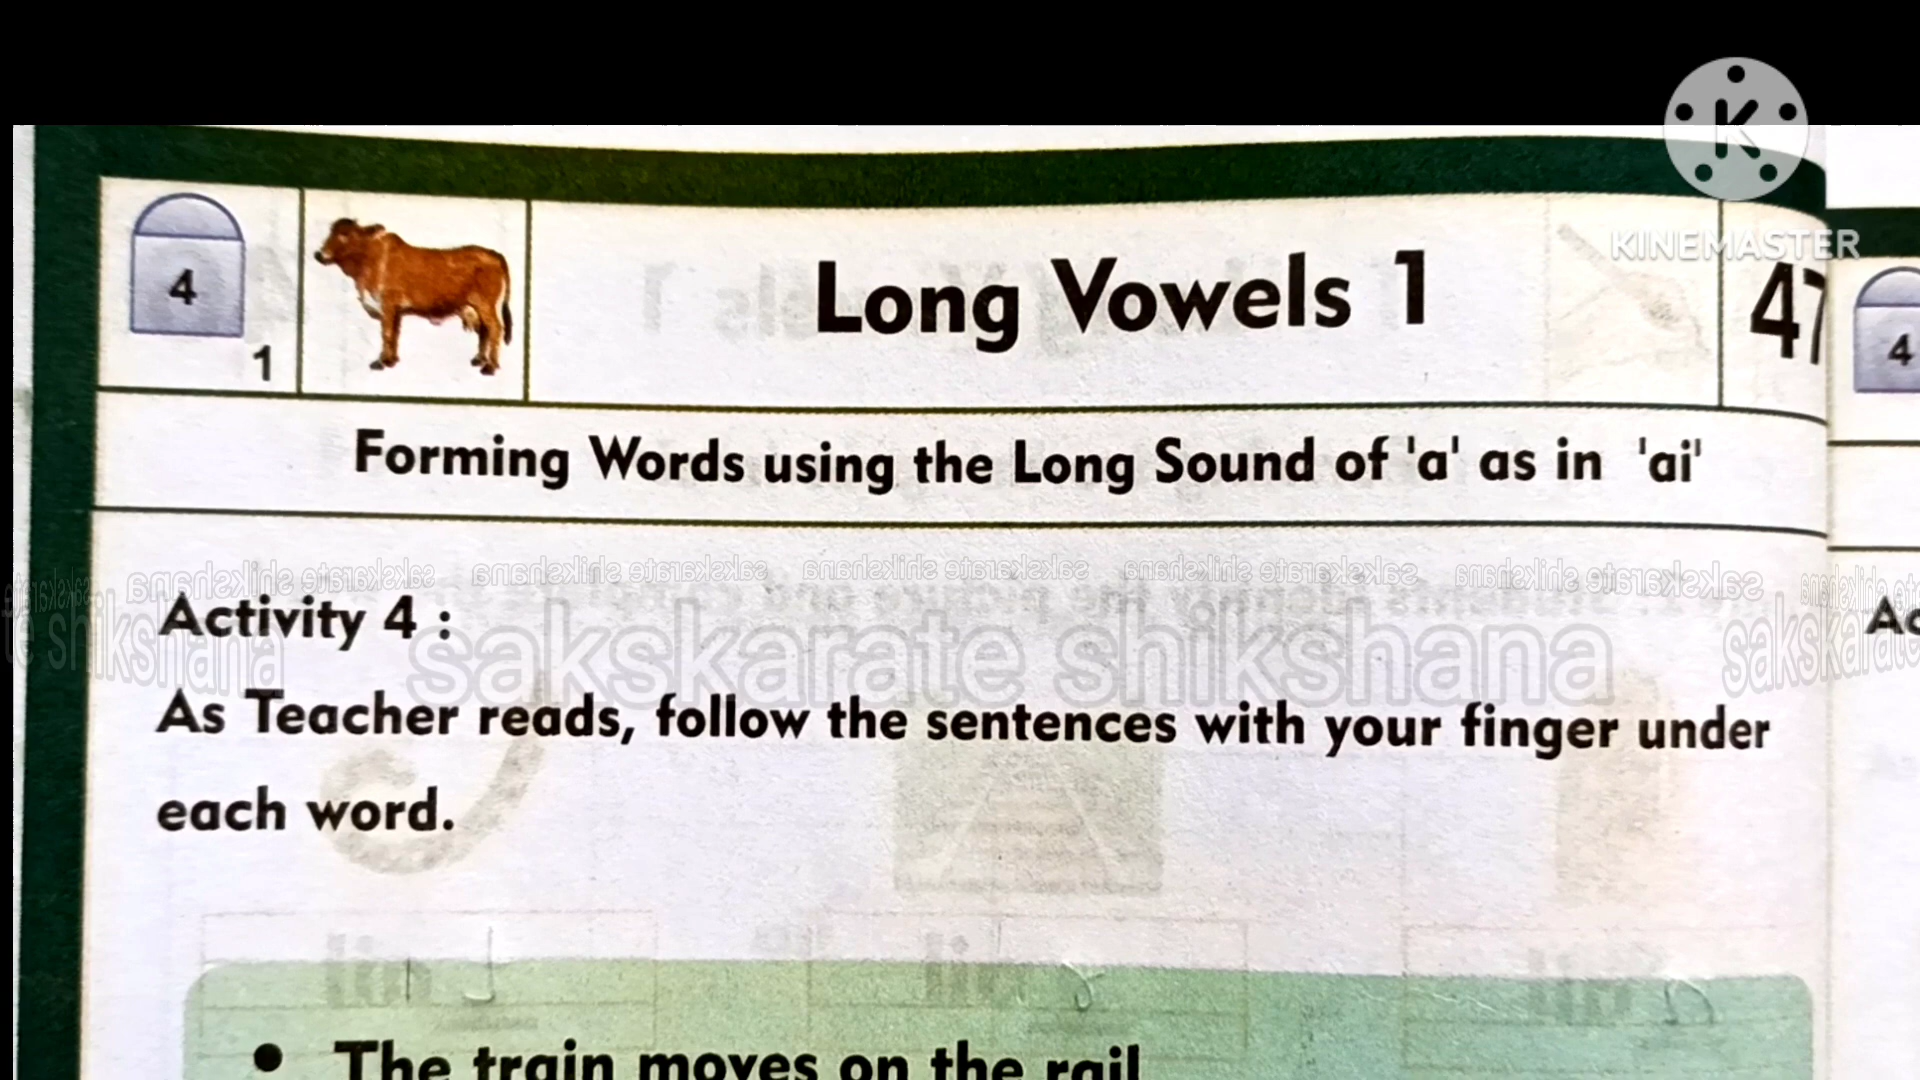 KINEMASTER
4
1
Long Vowels 1
47
4
Forming Words using the Long Sound of 'a' as in 'ai'
sakskarate shikshana
Activity 4 :
As Teacher reads, follow the sentences with your finger under
each word.
• The train moves on the rail